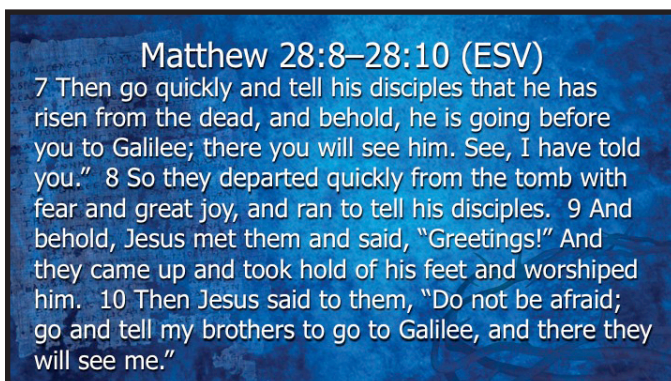 Matthew 28:8–28:10 (ESV)
7 Then go quickly and tell his disciples that he has
risen from the dead, and behold, he is going before
you to Galilee; there you will see him. See, I have told
you.”  8 So they departed quickly from the tomb with
fear and great joy, and ran to tell his disciples.  9 And
behold, Jesus met them and said, “Greetings!” And
they came up and took hold of his feet and worshiped
him.  10 Then Jesus said to them, “Do not be afraid;
go and tell my brothers to go to Galilee, and there they
will see me.”